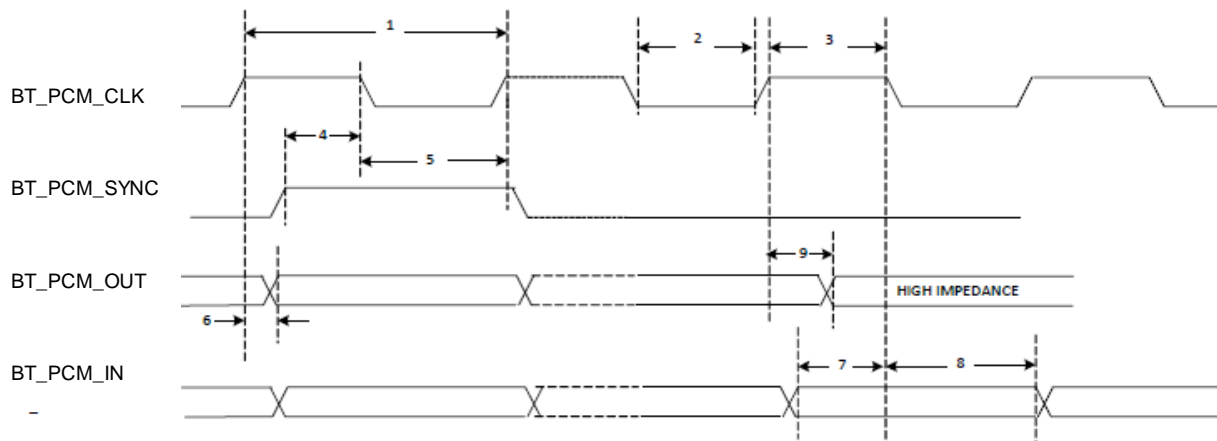 1
2
3
BT_PCM_CLK
4
5
BT_PCM_SYNC
9
BT_PCM_OUT
HIGH IMPEDANCE
6
BT_PCM_IN
7
8